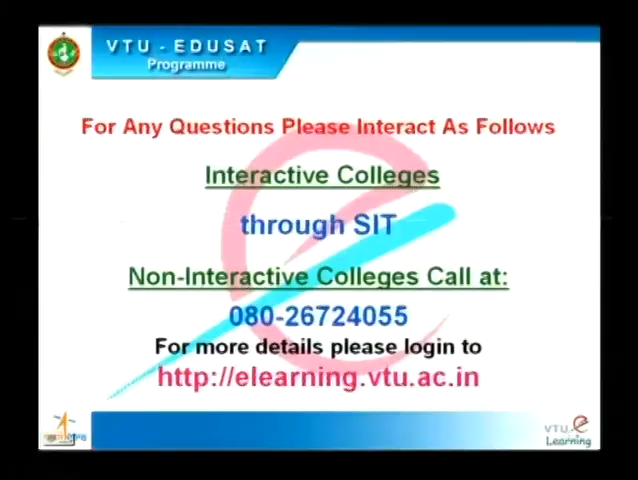 VTU - EDUSAT
Programme
For Any Questions Please Interact As Follows
Interactive Colleges
through SIT
Non-Interactive Colleges Call at:
080-26724055
For more details please login to
http://elearning.vtu.ac.in
VTU e
Learning